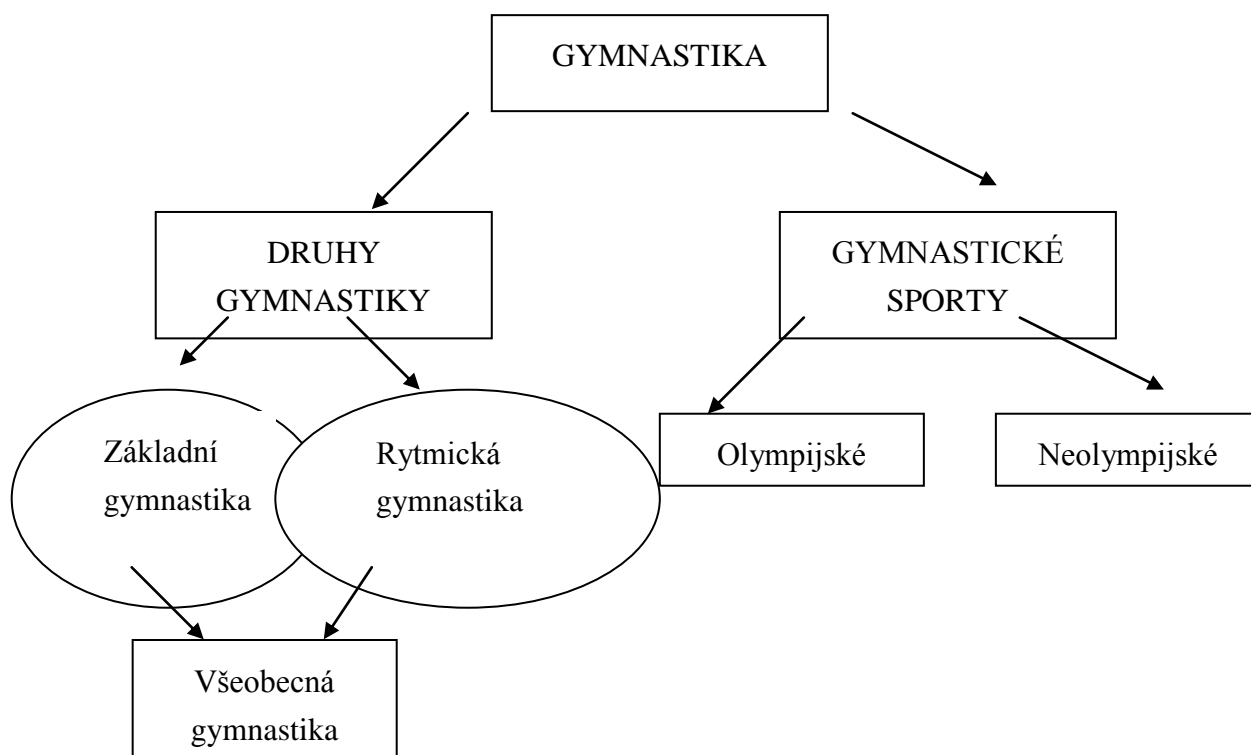 GYMNASTIKA
DRUHY
GYMNASTIKY
GYMNASTICKÉ
SPORTY
Základní
gymnastika
Rytmická
gymnastika
Olympijské
Neolympijské
Všeobecná
gymnastika